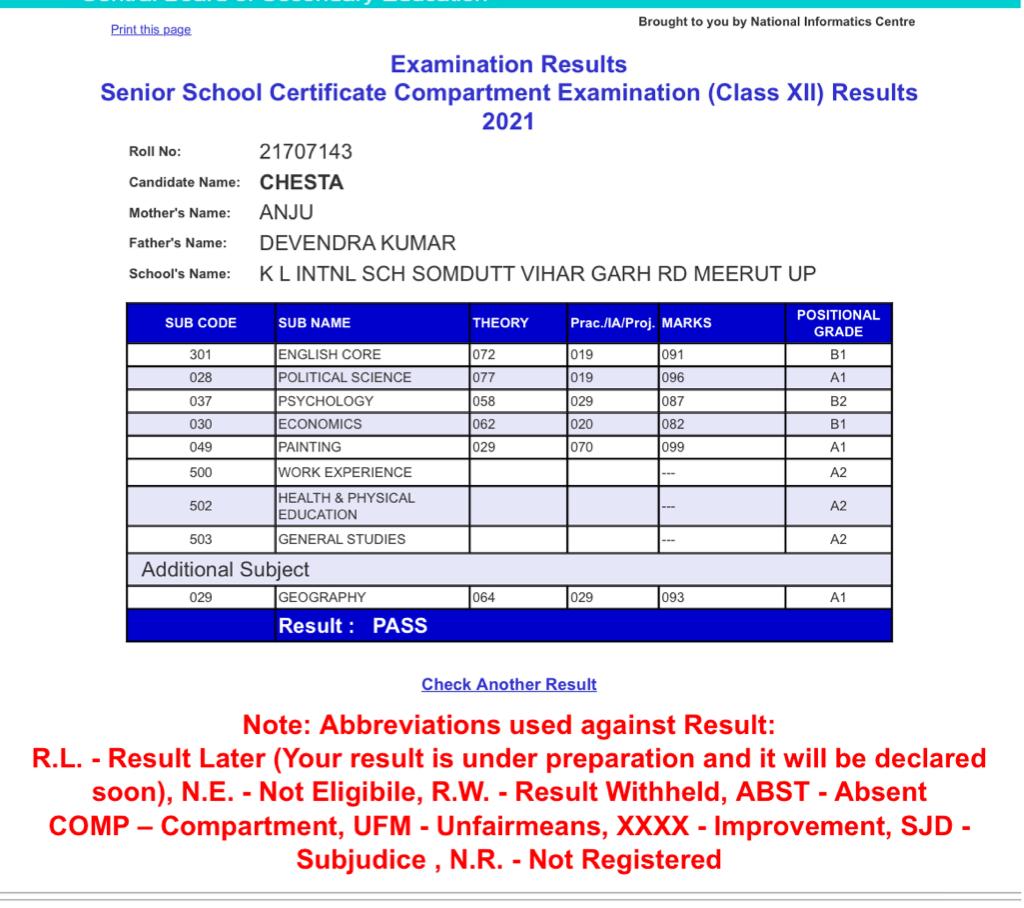 Central Board of Secondary Education
Print this page
Brought to you by National Informatics Centre
Examination Results
Senior School Certificate Compartment Examination (Class XII) Results
2021
Roll No: 21707143
Candidate Name: CHESTA
Mother's Name: ANJU
Father's Name: DEVENDRA KUMAR
School's Name: K L INTNL SCH SOMDUTT VIHAR GARH RD MEERUT UP
SUB CODE SUB NAME THEORY Prac./IA/Proj. MARKS POSITIONAL GRADE
301 ENGLISH CORE 072 019 091 B1
028 POLITICAL SCIENCE 077 019 096 A1
037 PSYCHOLOGY 058 029 087 B2
030 ECONOMICS 062 020 082 B1
049 PAINTING 029 070 099 A1
500 WORK EXPERIENCE --- A2
502 HEALTH & PHYSICAL EDUCATION --- A2
503 GENERAL STUDIES --- A2
Additional Subject
029 GEOGRAPHY 064 029 093 A1
Result : PASS
Check Another Result
Note: Abbreviations used against Result:
R.L. - Result Later (Your result is under preparation and it will be declared
soon), N.E. - Not Eligibile, R.W. - Result Withheld, ABST - Absent
COMP – Compartment, UFM - Unfairmeans, XXXX - Improvement, SJD -
Subjudice , N.R. - Not Registered